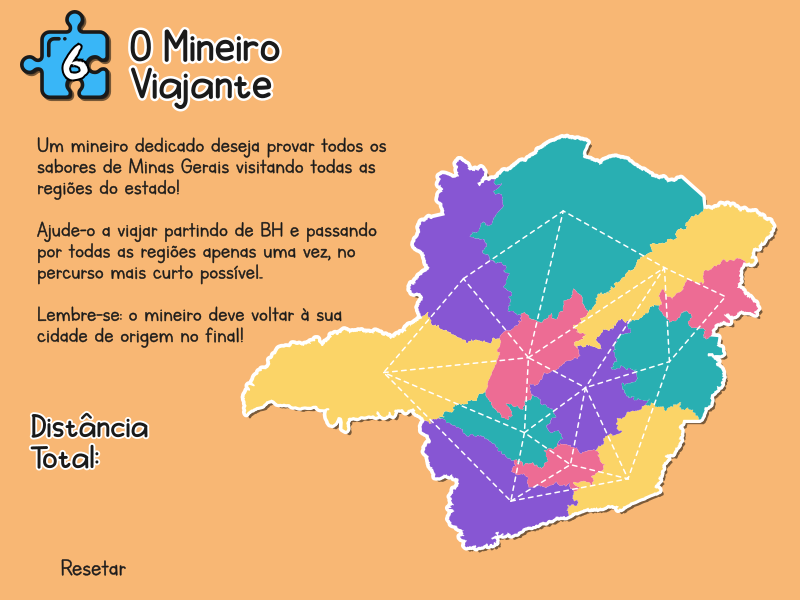 6
O Mineiro
Viajante
Um mineiro dedicado deseja provar todos os
sabores de Minas Gerais visitando todas as
regiões do estado!
Ajude-o a viajar partindo de BH e passando
por todas as regiões apenas uma vez, no
percurso mais curto possível..
Lembre-se: o mineiro deve voltar à sua
cidade de origem no final!
Distância
Total:
Resetar